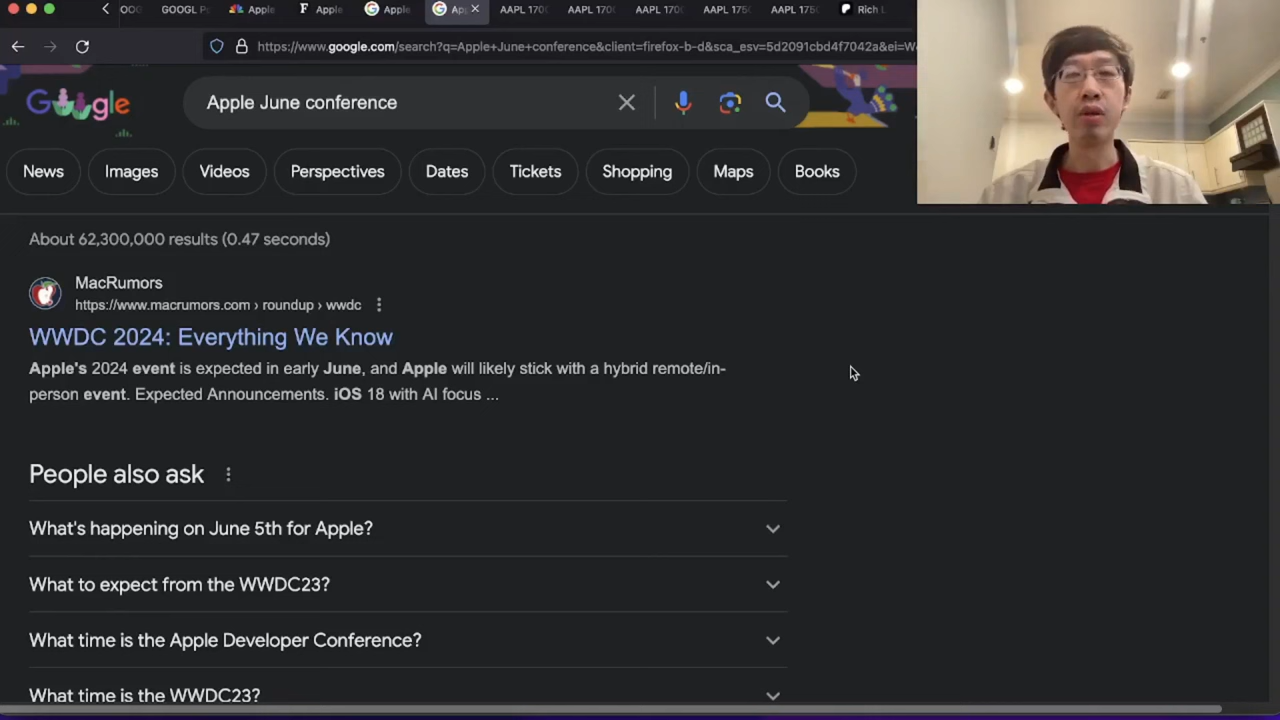 OOG
GOOGL P
Apple
Apple
Apple
Ap
AAPL 170
AAPL 170
AAPL 170
AAPL 175
AAPL 175
Rich L
https://www.google.com/search?q=Apple+June+conference&client=firefox-b-d&sca_esv=5d2091cbd4f7042a&ei=W
Google
Apple June conference
News
Images
Videos
Perspectives
Dates
Tickets
Shopping
Maps
Books
About 62,300,000 results (0.47 seconds)
MacRumors
https://www.macrumors.com › roundup › wwdc
WWDC 2024: Everything We Know
Apple's 2024 event is expected in early June, and Apple will likely stick with a hybrid remote/in-
person event. Expected Announcements. iOS 18 with AI focus ...
People also ask
What's happening on June 5th for Apple?
What to expect from the WWDC23?
What time is the Apple Developer Conference?
What time is the WWDC23?